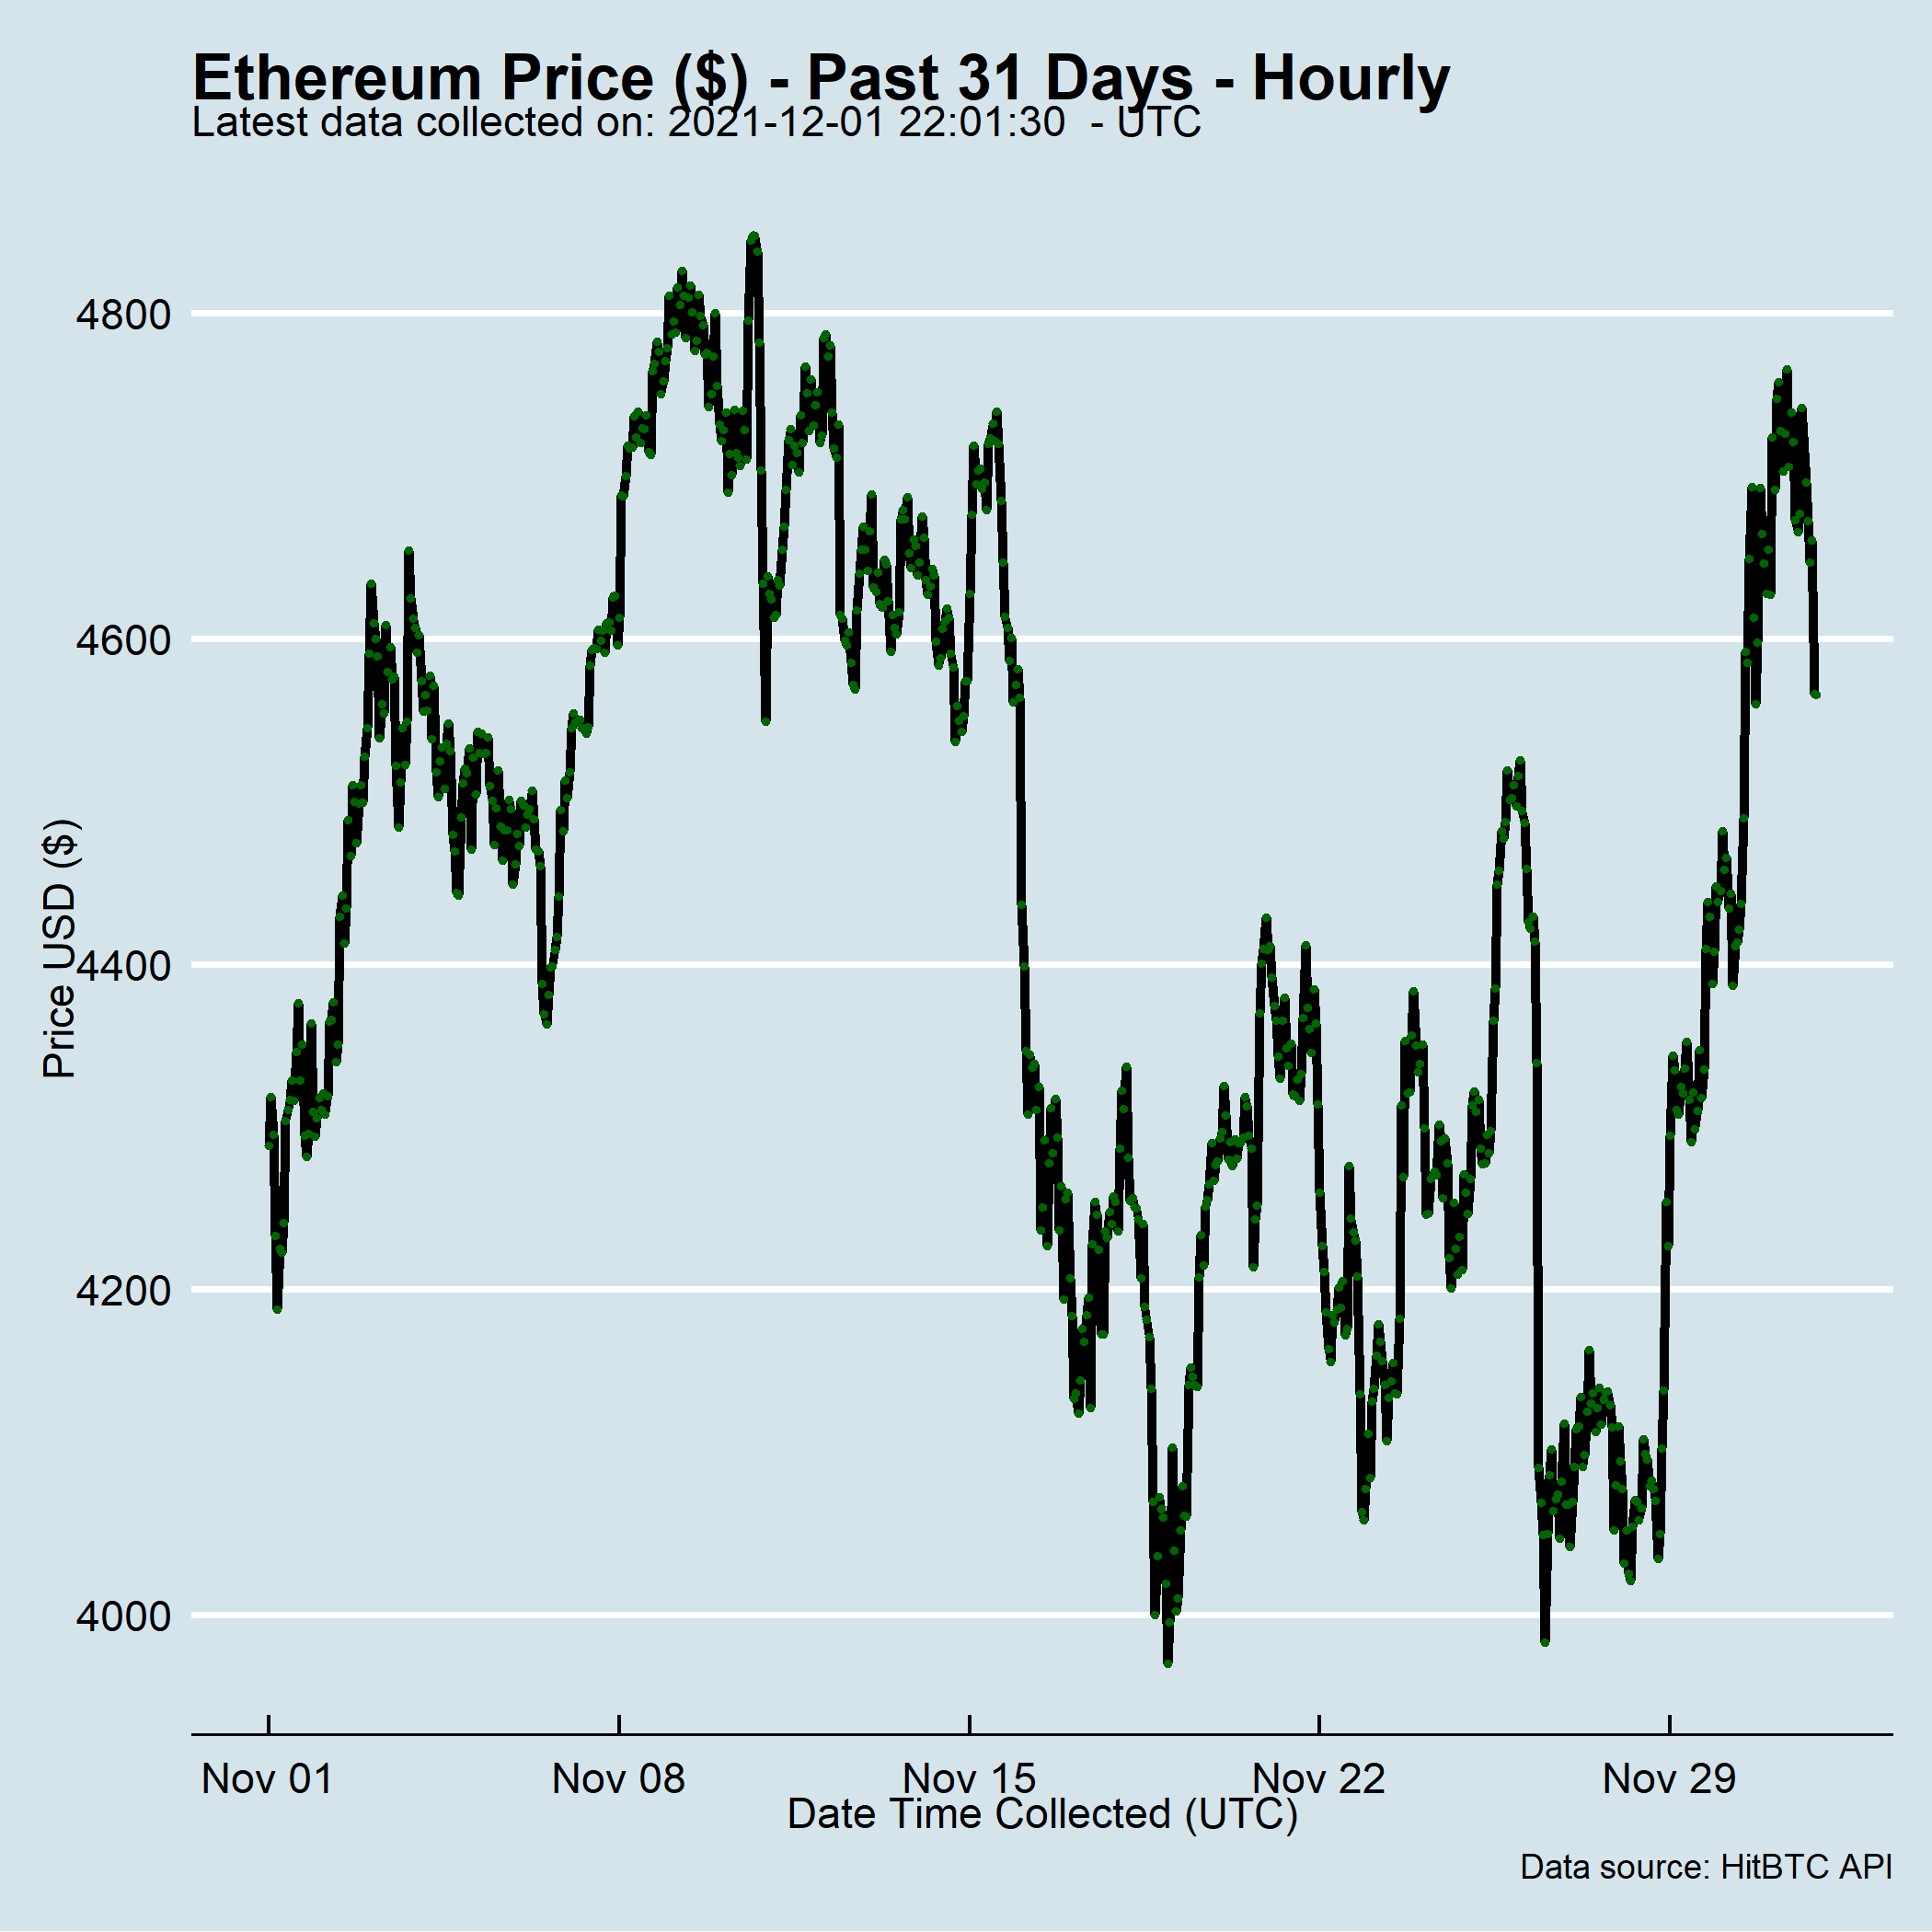 Ethereum Price ($) - Past 31 Days - Hourly
Latest data collected on: 2021-12-01 22:01:30  - UTC
Price USD ($)
4800
4600
4400
4200
4000
Nov 01 Nov 08 Nov 15 Nov 22 Nov 29
Date Time Collected (UTC)
Data source: HitBTC API